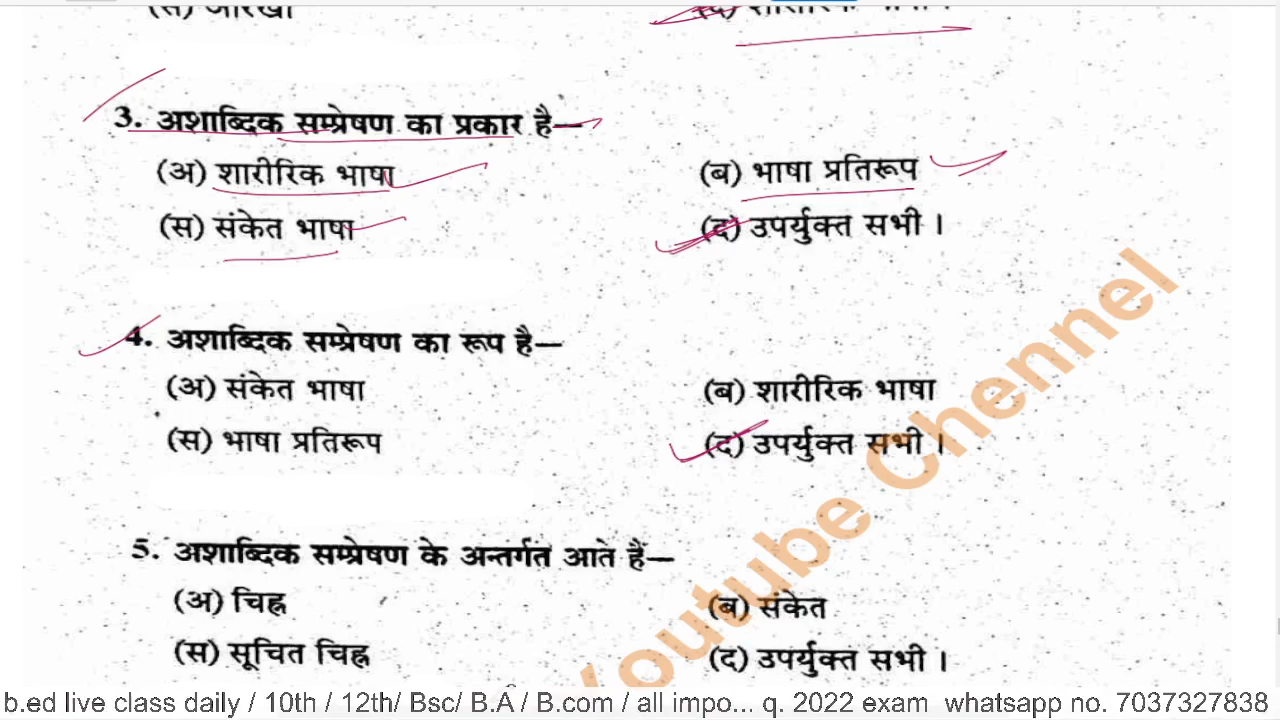 3. अशाब्दिक सम्प्रेषण का प्रकार है—
(अ) शारीरिक भाषा (ब) भाषा प्रतिरूप
(स) संकेत भाषा (द) उपर्युक्त सभी ।
4. अशाब्दिक सम्प्रेषण का रूप है—
(अ) संकेत भाषा (ब) शारीरिक भाषा
(स) भाषा प्रतिरूप (द) उपर्युक्त सभी ।
5. अशाब्दिक सम्प्रेषण के अन्तर्गत आते हैं—
(अ) चिह्न (ब) संकेत
(स) सूचित चिह्न (द) उपर्युक्त सभी ।
Youtube Chennel
b.ed live class daily / 10th / 12th/ Bsc/ B.A / B.com / all impo... q. 2022 exam whatsapp no. 7037327838